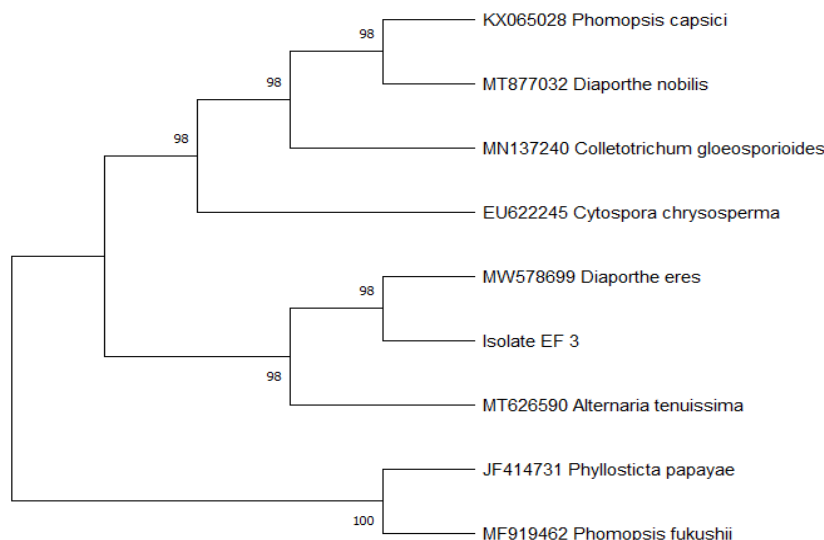 KX065028 Phomopsis capsici
98
MT877032 Diaporthe nobilis
98
98
MN137240 Colletotrichum gloeosporioides
EU622245 Cytospora chrysosperma
MW578699 Diaporthe eres
98
Isolate EF 3
98
MT626590 Alternaria tenuissima
JF414731 Phyllosticta papayae
100
MF919462 Phomopsis fukushii